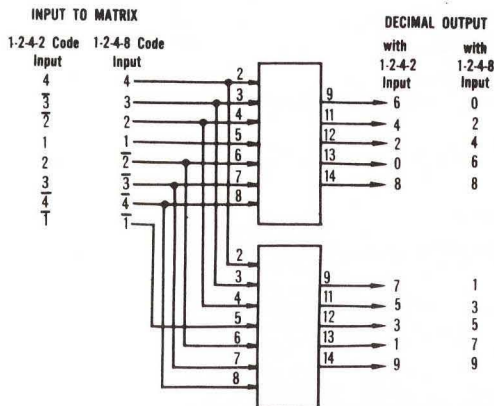 INPUT TO MATRIX
DECIMAL OUTPUT
1-2-4-2 Code Input
1-2-4-8 Code Input
with 1-2-4-2 Input
with 1-2-4-8 Input
4 4 2
3̅ 3 3 9 6 0
2̅ 2 4 11 4 2
1 1 5 12 2 4
2 2̅ 6 13 0 6
3 3̅ 7 14 8 8
4̅ 4̅ 8
1̅ 1̅
2
3 9 7 1
4 11 5 3
5 12 3 5
6 13 1 7
7 14 9 9
8